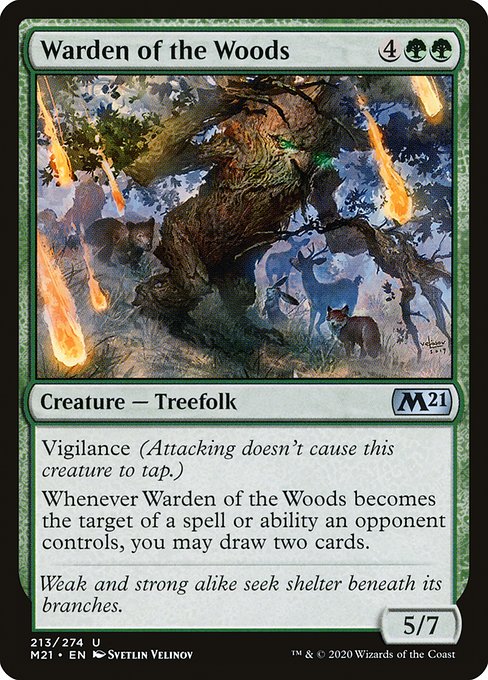 Warden of the Woods 4
Velinov
2019
Creature — Treefolk
M21
Vigilance (Attacking doesn't cause this
creature to tap.)
Whenever Warden of the Woods becomes
the target of a spell or ability an opponent
controls, you may draw two cards.
Weak and strong alike seek shelter beneath its
branches.
5/7
213/274 U
M21 • EN Svetlin Velinov
™ & © 2020 Wizards of the Coast